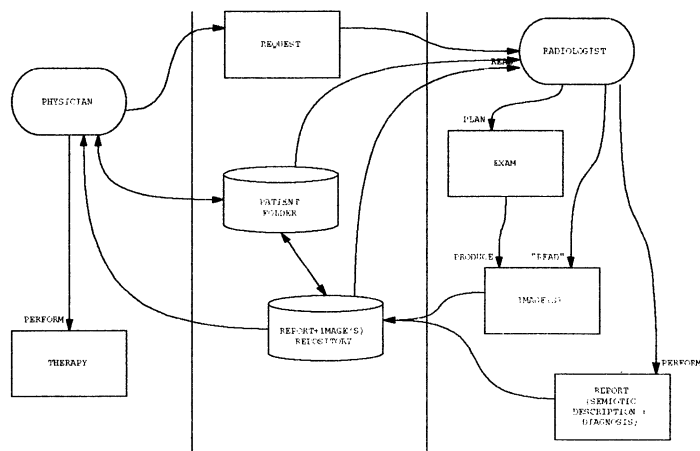 REQUEST
RADIOLOGIST
READ
PHYSICIAN
PLAN
EXAM
PATIENT
FOLDER
PRODUCE
"READ"
IMAGE(S)
PERFORM
REPORT+IMAGE(S)
REPOSITORY
THERAPY
PERFORM
REPORT
(SEMIOTIC
DESCRIPTION +
DIAGNOSIS)